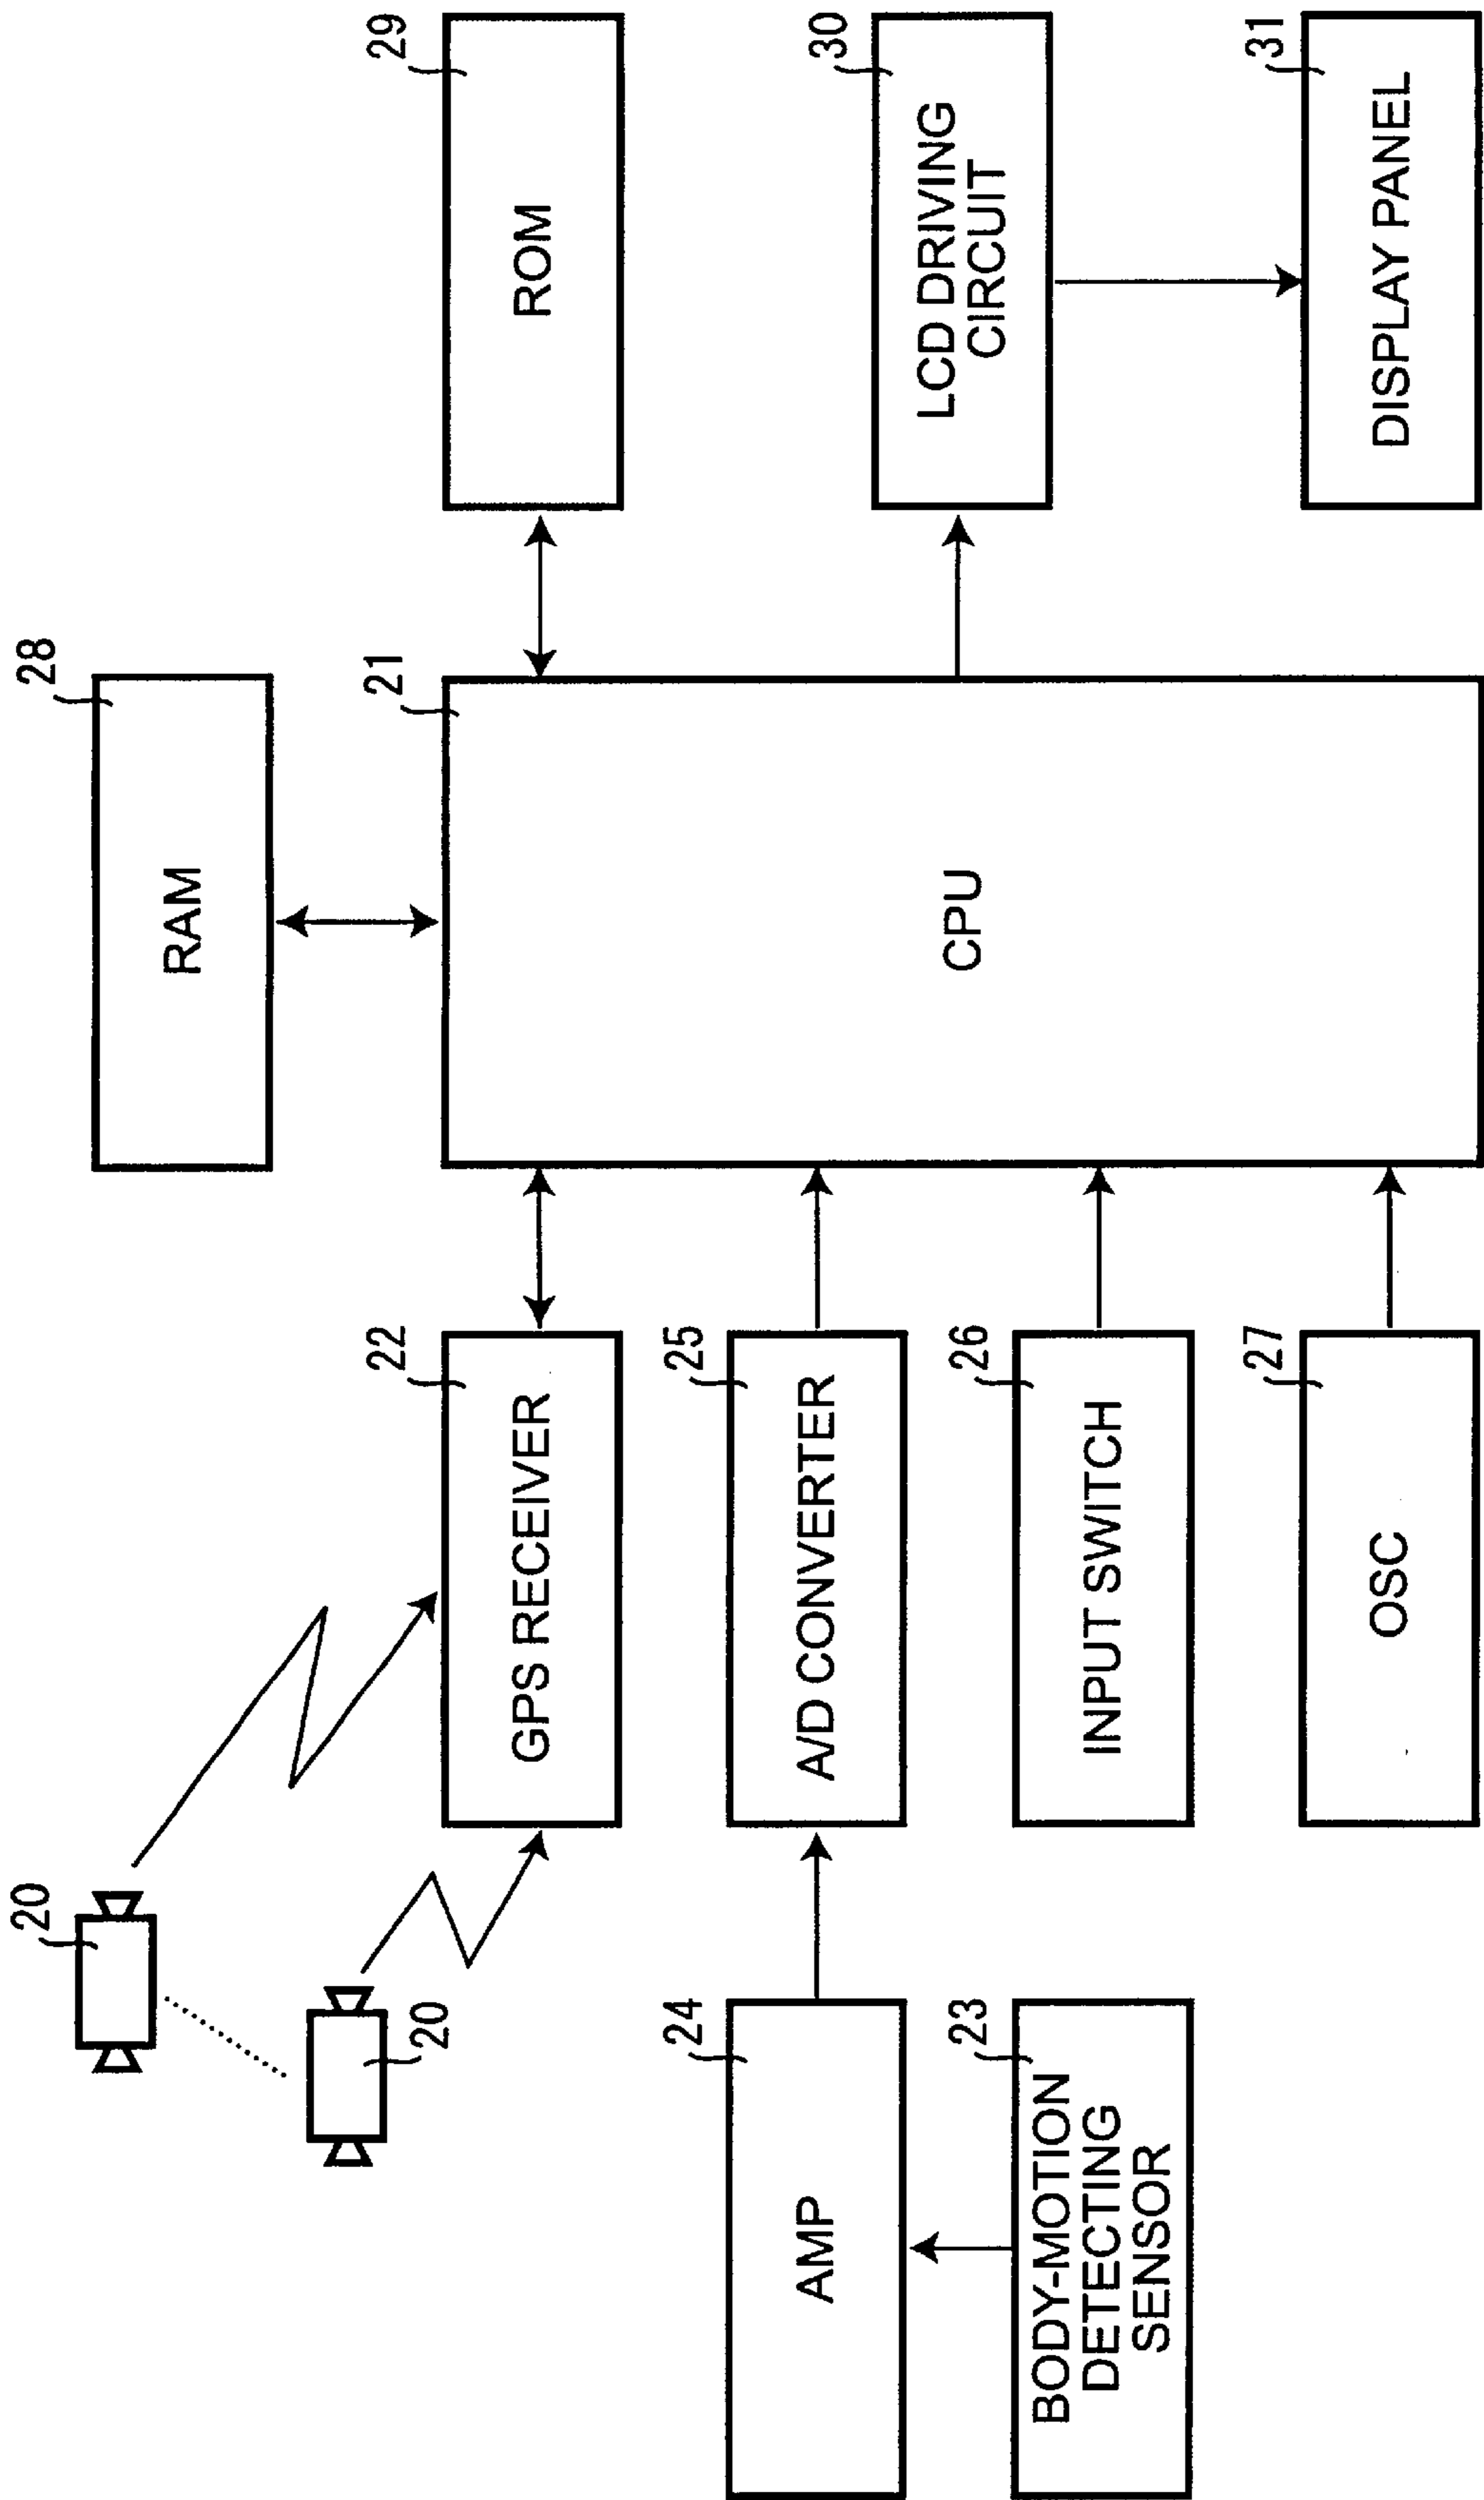 28
RAM
20
20
22
GPS RECEIVER
21
CPU
29
ROM
24
AMP
25
A/D CONVERTER
30
LCD DRIVING
CIRCUIT
23
BODY-MOTION
DETECTING
SENSOR
26
INPUT SWITCH
27
OSC
31
DISPLAY PANEL